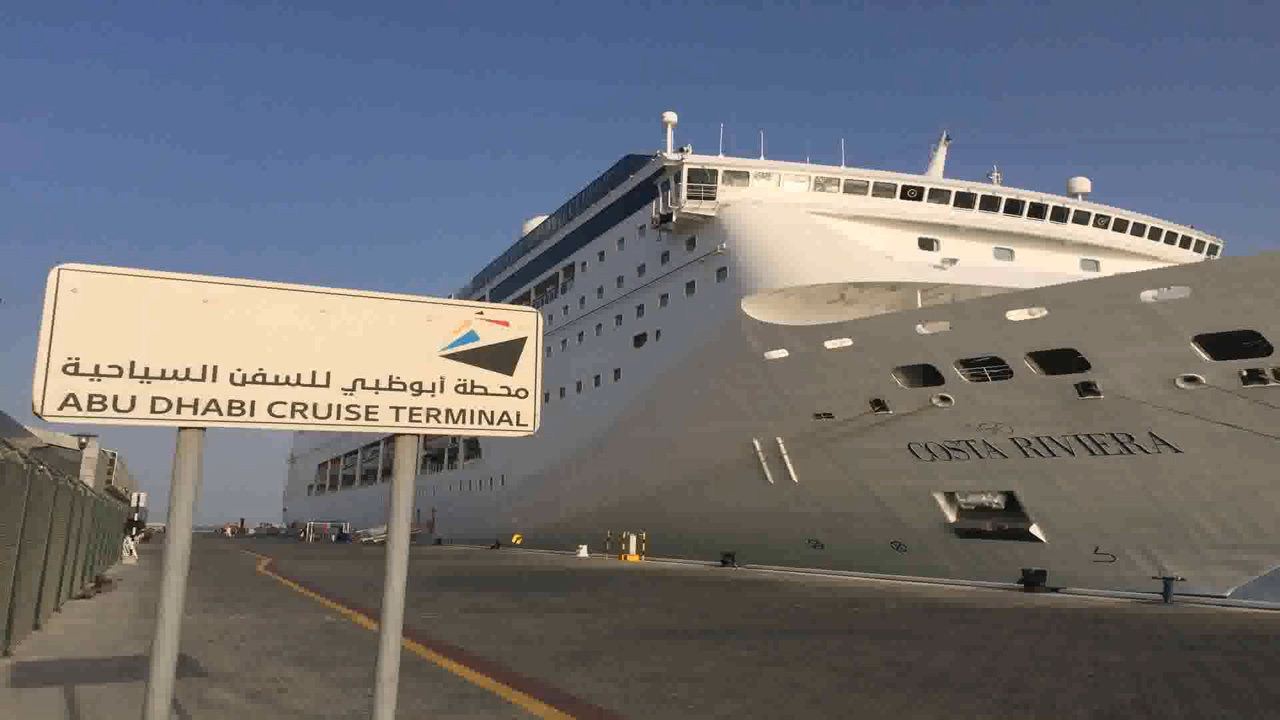 محطة أبوظبي للسفن السياحية
ABU DHABI CRUISE TERMINAL
COSTA RIVIERA